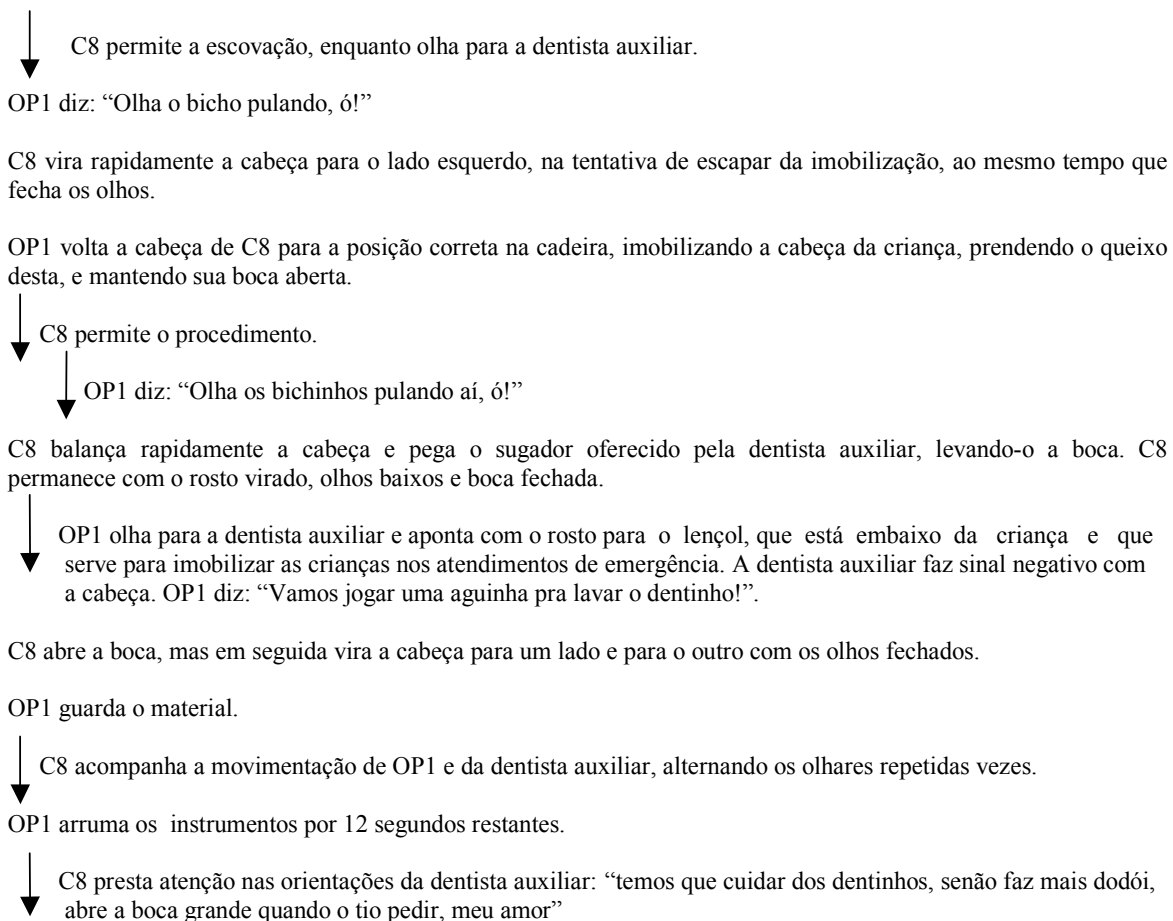 C8 permite a escovação, enquanto olha para a dentista auxiliar.
OP1 diz: “Olha o bicho pulando, ó!”
C8 vira rapidamente a cabeça para o lado esquerdo, na tentativa de escapar da imobilização, ao mesmo tempo que
fecha os olhos.
OP1 volta a cabeça de C8 para a posição correta na cadeira, imobilizando a cabeça da criança, prendendo o queixo
desta, e mantendo sua boca aberta.
C8 permite o procedimento.
OP1 diz: “Olha os bichinhos pulando aí, ó!”
C8 balança rapidamente a cabeça e pega o sugador oferecido pela dentista auxiliar, levando-o a boca. C8
permanece com o rosto virado, olhos baixos e boca fechada.
OP1 olha para a dentista auxiliar e aponta com o rosto para o lençol, que está embaixo da criança e que
serve para imobilizar as crianças nos atendimentos de emergência. A dentista auxiliar faz sinal negativo com
a cabeça. OP1 diz: “Vamos jogar uma aguinha pra lavar o dentinho!”.
C8 abre a boca, mas em seguida vira a cabeça para um lado e para o outro com os olhos fechados.
OP1 guarda o material.
C8 acompanha a movimentação de OP1 e da dentista auxiliar, alternando os olhares repetidas vezes.
OP1 arruma os instrumentos por 12 segundos restantes.
C8 presta atenção nas orientações da dentista auxiliar: “temos que cuidar dos dentinhos, senão faz mais dodói,
abre a boca grande quando o tio pedir, meu amor”